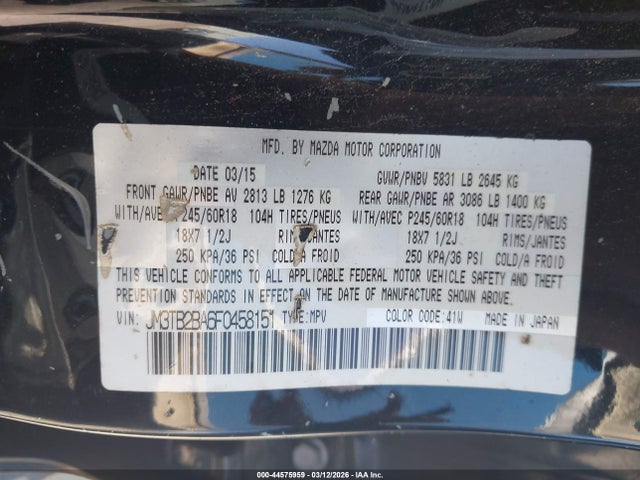 MFD. BY MAZDA MOTOR CORPORATION
DATE 03/15 GVWR/PNBV 5831 LB 2645 KG
FRONT GAWR/PNBE AV 2813 LB 1276 KG REAR GAWR/PNBE AR 3086 LB 1400 KG
WITH/AVEC P245/60R18 104H TIRES/PNEUS WITH/AVEC P245/60R18 104H TIRES/PNEUS
18X7 1/2J RIMS/JANTES 18X7 1/2J RIMS/JANTES
250 KPA/36 PSI COLD/A FROID 250 KPA/36 PSI COLD/A FROID
THIS VEHICLE CONFORMS TO ALL APPLICABLE FEDERAL MOTOR VEHICLE SAFETY AND THEFT
PREVENTION STANDARDS IN EFFECT ON THE DATE OF MANUFACTURE SHOWN ABOVE.
VIN: JM3TB2BA6F0458151 TYPE:MPV COLOR CODE:41W MADE IN JAPAN
000-44575959 - 03/12/2026 - IAA Inc.